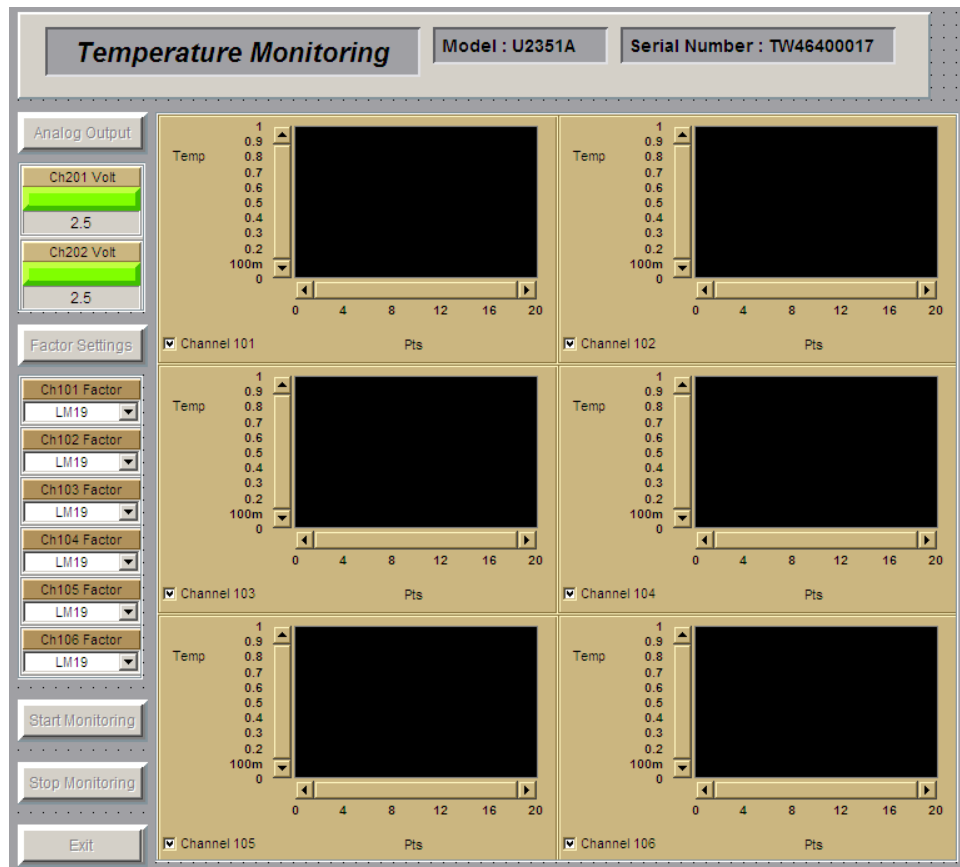 Temperature Monitoring
Model : U2351A
Serial Number : TW46400017
Analog Output
Ch201 Volt
2.5
Ch202 Volt
2.5
Factor Settings
Ch101 Factor
LM19
Ch102 Factor
LM19
Ch103 Factor
LM19
Ch104 Factor
LM19
Ch105 Factor
LM19
Ch106 Factor
LM19
Start Monitoring
Stop Monitoring
Exit
Temp
1
0.9
0.8
0.7
0.6
0.5
0.4
0.3
0.2
100m
0
0 4 8 12 16 20
Channel 101
Pts
Temp
1
0.9
0.8
0.7
0.6
0.5
0.4
0.3
0.2
100m
0
0 4 8 12 16 20
Channel 102
Pts
Temp
1
0.9
0.8
0.7
0.6
0.5
0.4
0.3
0.2
100m
0
0 4 8 12 16 20
Channel 103
Pts
Temp
1
0.9
0.8
0.7
0.6
0.5
0.4
0.3
0.2
100m
0
0 4 8 12 16 20
Channel 104
Pts
Temp
1
0.9
0.8
0.7
0.6
0.5
0.4
0.3
0.2
100m
0
0 4 8 12 16 20
Channel 105
Pts
Temp
1
0.9
0.8
0.7
0.6
0.5
0.4
0.3
0.2
100m
0
0 4 8 12 16 20
Channel 106
Pts